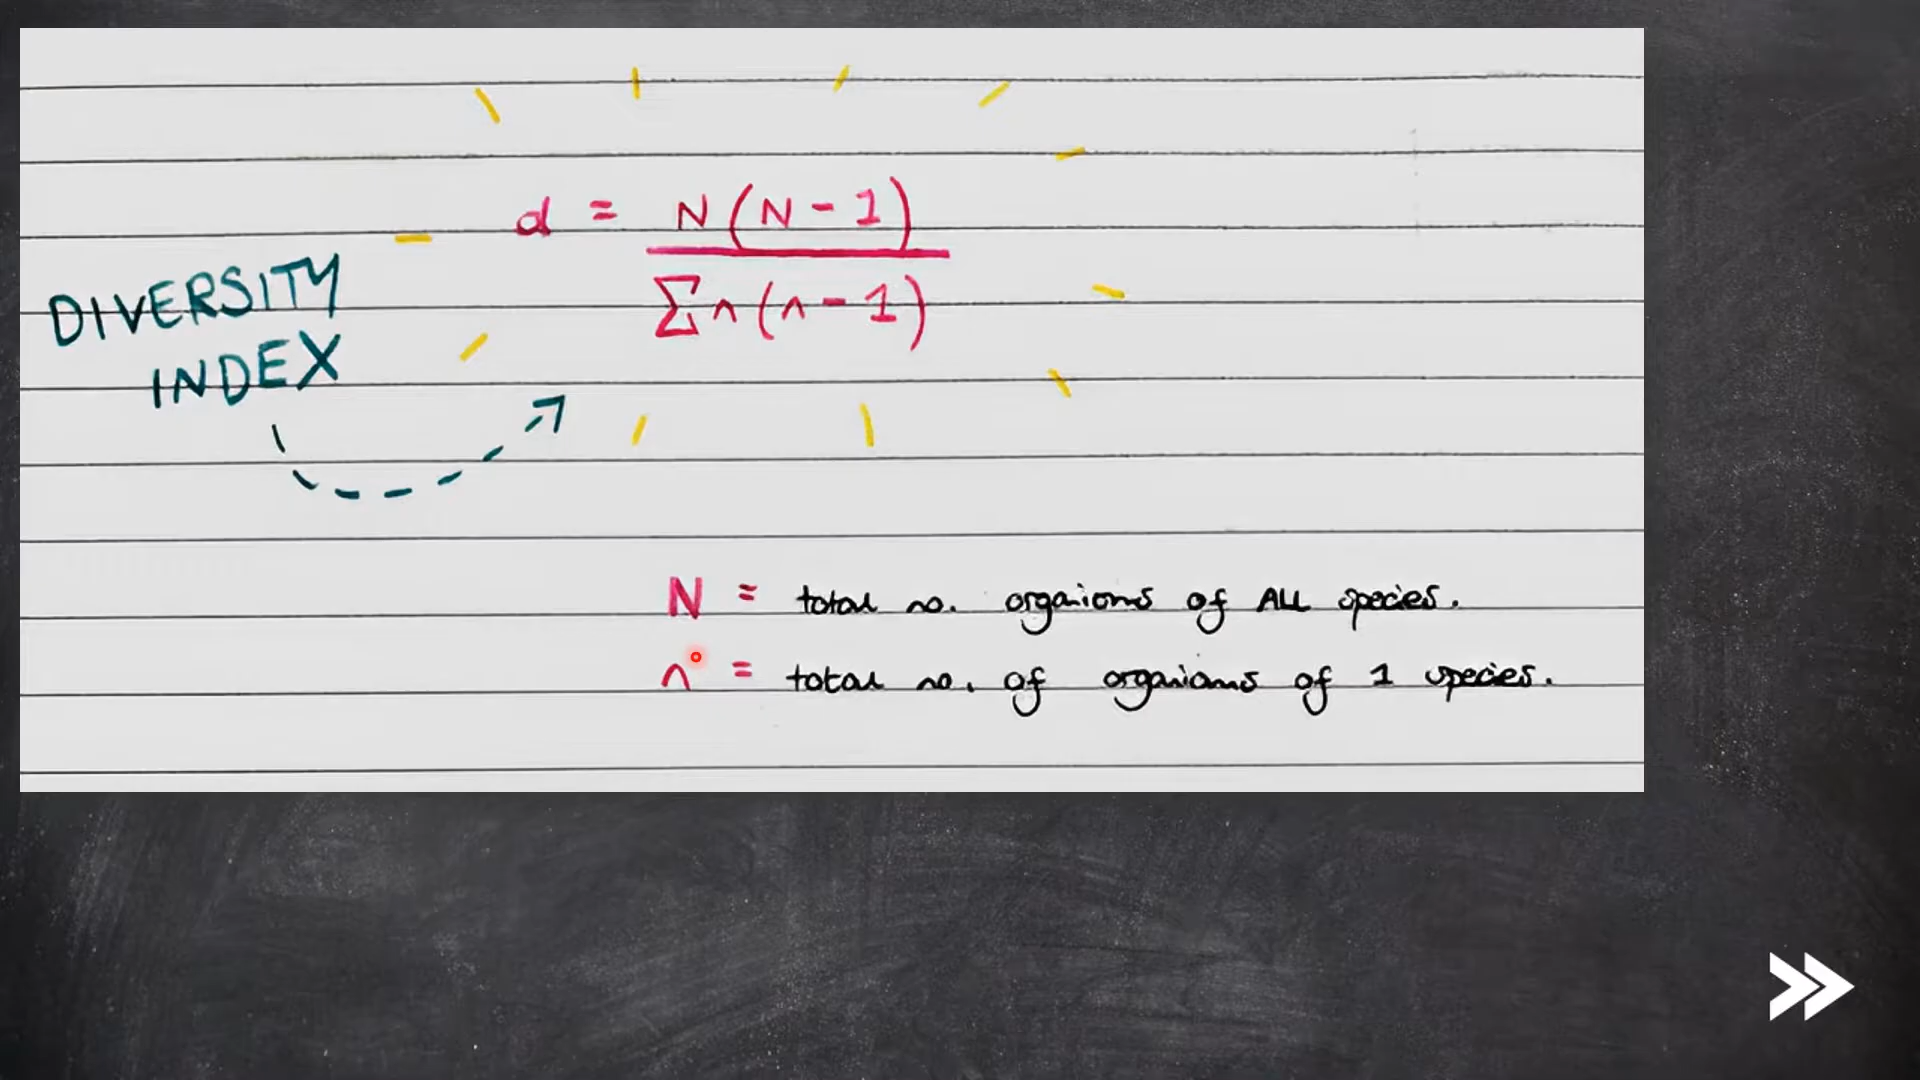 d = N(N-1)
Σn(n-1)
DIVERSITY
INDEX
N = total no. organisms of ALL species.
n = total no. of organisms of 1 species.